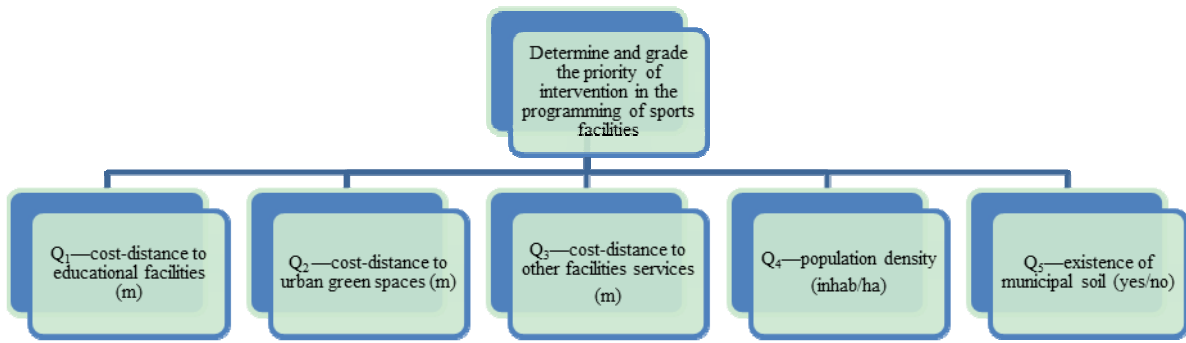 Determine and grade
the priority of
intervention in the
programming of sports
facilities
Q₁—cost-distance to
educational facilities
(m)
Q₂—cost-distance to
urban green spaces (m)
Q₃—cost-distance to
other facilities services
(m)
Q₄—population density
(inhab/ha)
Q₅—existence of
municipal soil (yes/no)